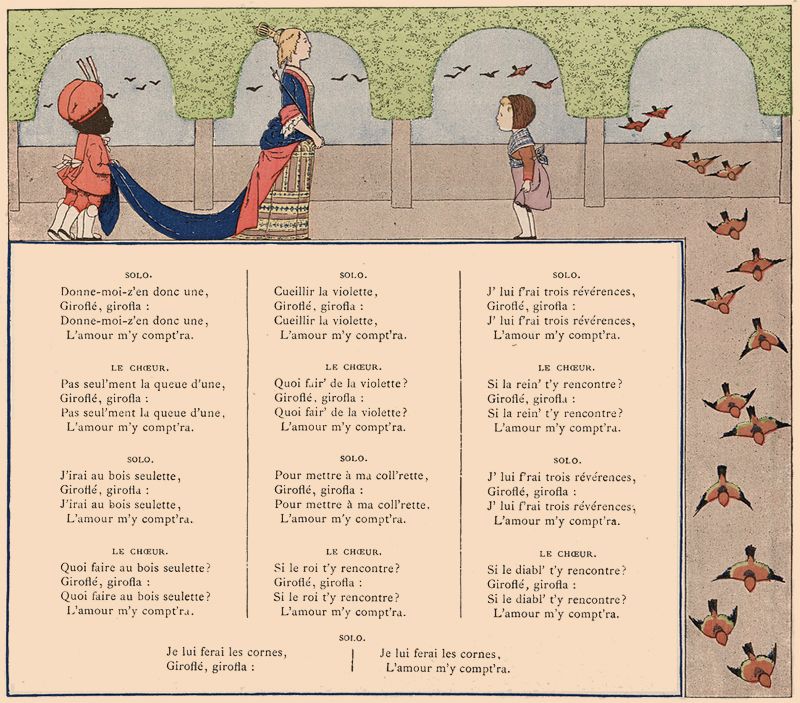 SOLO.
Donne-moi-z'en donc une,
Giroflé, girofla :
Donne-moi-z'en donc une,
L'amour m'y compt'ra.
LE CHŒUR.
Pas seul'ment la queue d'une,
Giroflé, girofla :
Pas seul'ment la queue d'une,
L'amour m'y compt'ra.
SOLO.
J'irai au bois seulette,
Giroflé, girofla :
J'irai au bois seulette,
L'amour m'y compt'ra.
LE CHŒUR.
Quoi faire au bois seulette?
Giroflé, girofla :
Quoi faire au bois seulette?
L'amour m'y compt'ra.
SOLO.
Cueillir la violette,
Giroflé, girofla :
Cueillir la violette,
L'amour m'y compt'ra.
LE CHŒUR.
Quoi fair' de la violette?
Giroflé, girofla :
Quoi fair' de la violette?
L'amour m'y compt'ra.
SOLO.
Pour mettre à ma coll'rette,
Giroflé, girofla :
Pour mettre à ma coll'rette.
L'amour m'y compt'ra.
LE CHŒUR.
Si le roi t'y rencontre?
Giroflé, girofla :
Si le roi t'y rencontre?
L'amour m'y compt'ra.
SOLO.
J' lui f'rai trois révérences,
Giroflé, girofla :
J' lui f'rai trois révérences,
L'amour m'y compt'ra.
LE CHŒUR.
Si la rein' t'y rencontre?
Giroflé, girofla :
Si la rein' t'y rencontre?
L'amour m'y compt'ra.
SOLO.
J' lui f'rai trois révérences,
Giroflé, girofla :
J' lui f'rai trois révérences,
L'amour m'y compt'ra.
LE CHŒUR.
Si le diabl' t'y rencontre?
Giroflé, girofla :
Si le diabl' t'y rencontre?
L'amour m'y compt'ra.
SOLO.
Je lui ferai les cornes,
Giroflé, girofla :
Je lui ferai les cornes,
L'amour m'y compt'ra.